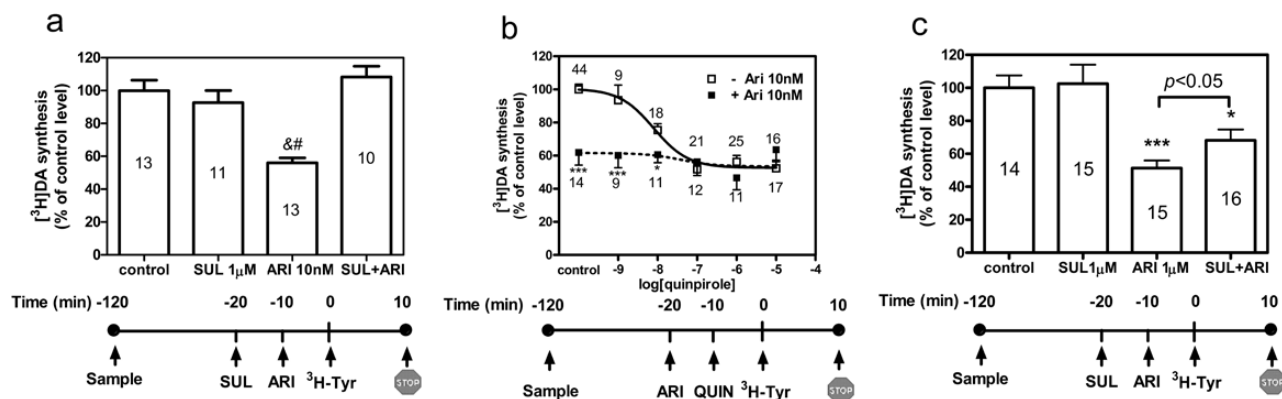 a
[³H]DA synthesis
(% of control level)
120
100
80
60
40
20
0
13
11
&#
13
10
control
SUL 1μM
ARI 10nM
SUL+ARI
Time (min)
-120
-20
-10
0
10
Sample
SUL
ARI
³H-Tyr
STOP
b
[³H]DA synthesis
(% of control level)
120
100
80
60
40
20
0
- Ari 10nM
+ Ari 10nM
44
9
18
21
25
16
***
***
*
14
9
11
12
11
17
control
-9
-8
-7
-6
-5
-4
log[quinpirole]
Time (min)
-120
-20
-10
0
10
Sample
ARI
QUIN
³H-Tyr
STOP
c
[³H]DA synthesis
(% of control level)
120
100
80
60
40
20
0
p<0.05
***
*
14
15
15
16
control
SUL1μM
ARI 1μM
SUL+ARI
Time (min)
-120
-20
-10
0
10
Sample
SUL
ARI
³H-Tyr
STOP